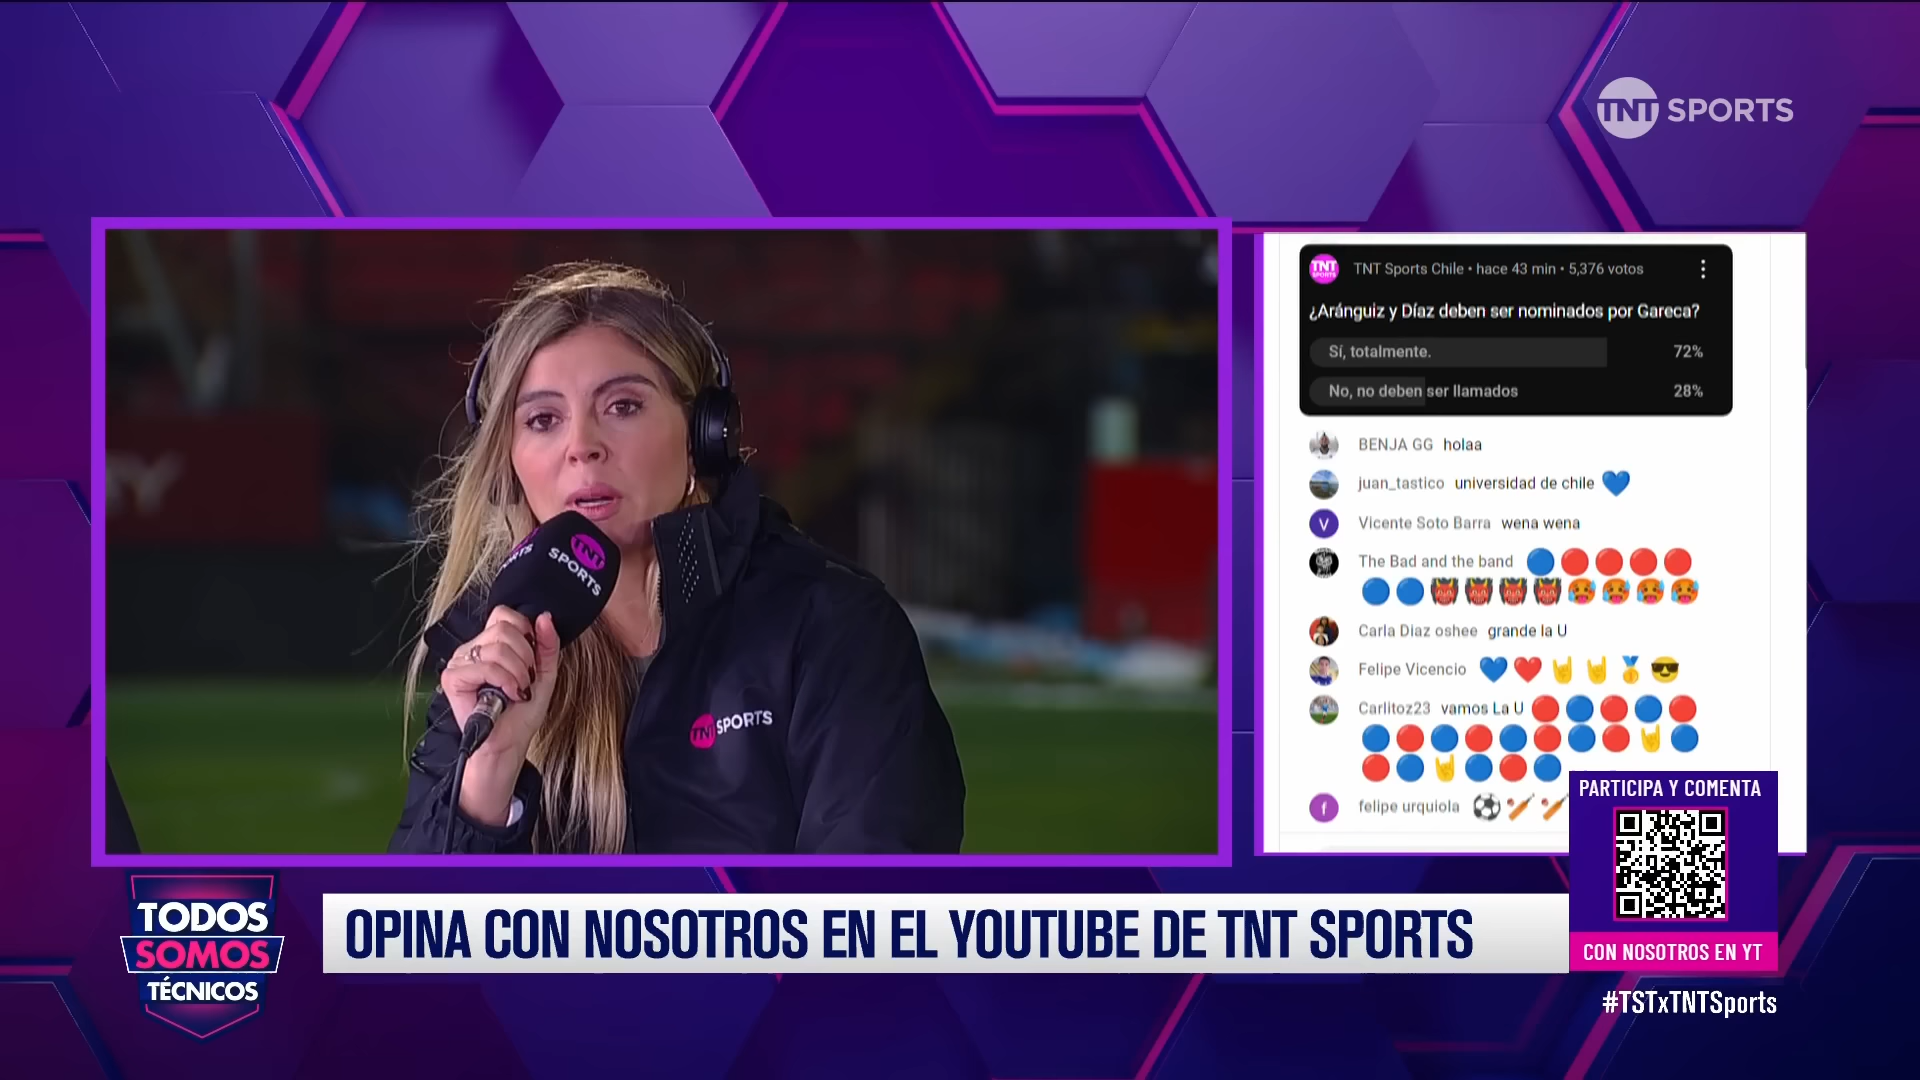 TNT SPORTS
TNT SPORTS
TNT Sports Chile • hace 43 min • 5,376 votos
¿Aránguiz y Díaz deben ser nominados por Gareca?
Sí, totalmente. 72%
No, no deben ser llamados 28%
BENJA GG holaa
juan_tastico universidad de chile 💙
V Vicente Soto Barra wena wena
The Bad and the band 🔵🔴🔴🔴🔴
🔵🔵👹👹👹👹🥵🥵🥵🥵
Carla Diaz oshee grande la U
Felipe Vicencio 💙❤️🤘🤘🥇😎
Carlitoz23 vamos La U 🔴🔵🔴🔵🔴
🔵🔴🔵🔴🔵🔴🔵🔴🤘🔵
🔴🔵🤘🔵🔴🔵
f felipe urquiola ⚽🏏🏏
TNT SPORTS
TNT SPORTS
PARTICIPA Y COMENTA
CON NOSOTROS EN YT
#TSTxTNTSports
TODOS
SOMOS
TÉCNICOS
OPINA CON NOSOTROS EN EL YOUTUBE DE TNT SPORTS